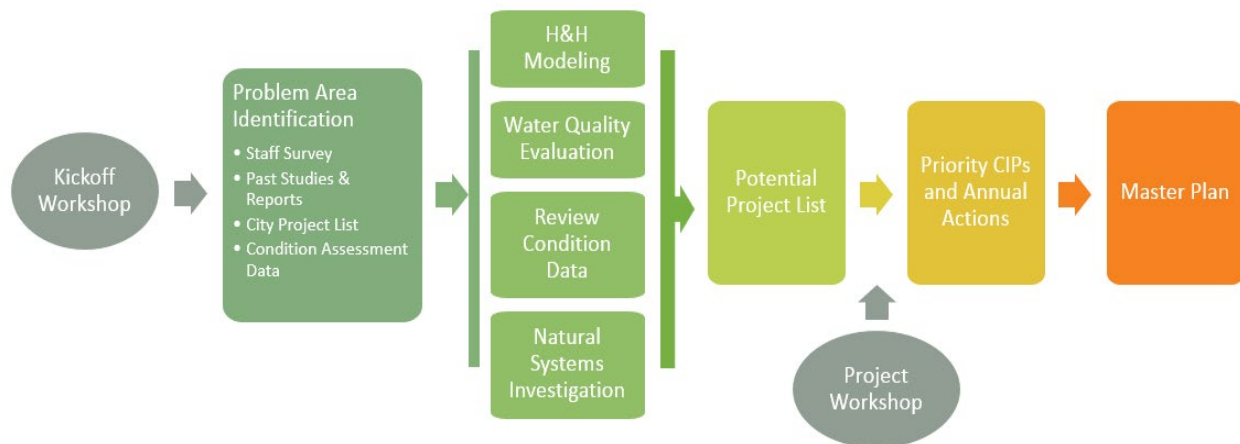 Kickoff
Workshop
Problem Area
Identification
• Staff Survey
• Past Studies &
Reports
• City Project List
• Condition Assessment
Data
H&H
Modeling
Water Quality
Evaluation
Review
Condition
Data
Natural
Systems
Investigation
Potential
Project List
Priority CIPs
and Annual
Actions
Master Plan
Project
Workshop